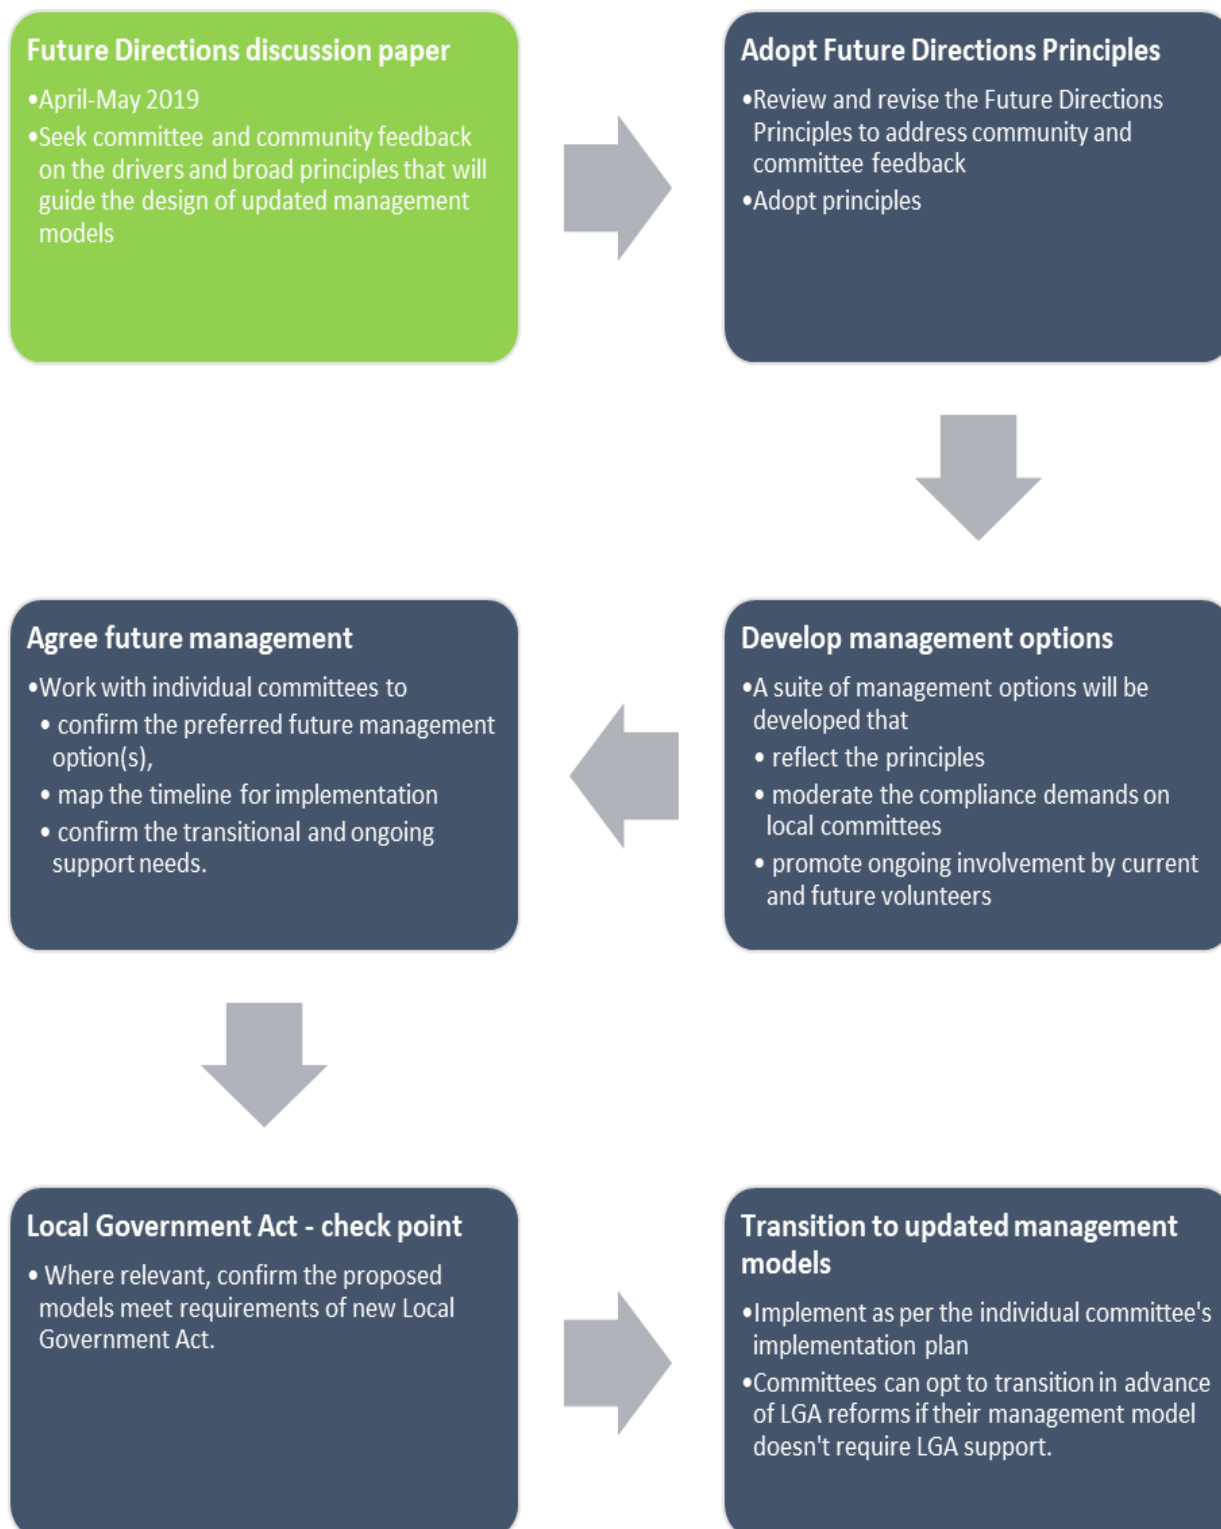 Future Directions discussion paper
•April-May 2019
•Seek committee and community feedback
on the drivers and broad principles that will
guide the design of updated management
models
Adopt Future Directions Principles
•Review and revise the Future Directions
Principles to address community and
committee feedback
•Adopt principles
Develop management options
•A suite of management options will be
developed that
• reflect the principles
• moderate the compliance demands on
local committees
• promote ongoing involvement by current
and future volunteers
Agree future management
•Work with individual committees to
• confirm the preferred future management
option(s),
• map the timeline for implementation
• confirm the transitional and ongoing
support needs.
Local Government Act - check point
• Where relevant, confirm the proposed
models meet requirements of new Local
Government Act.
Transition to updated management
models
•Implement as per the individual committee's
implementation plan
•Committees can opt to transition in advance
of LGA reforms if their management model
doesn't require LGA support.